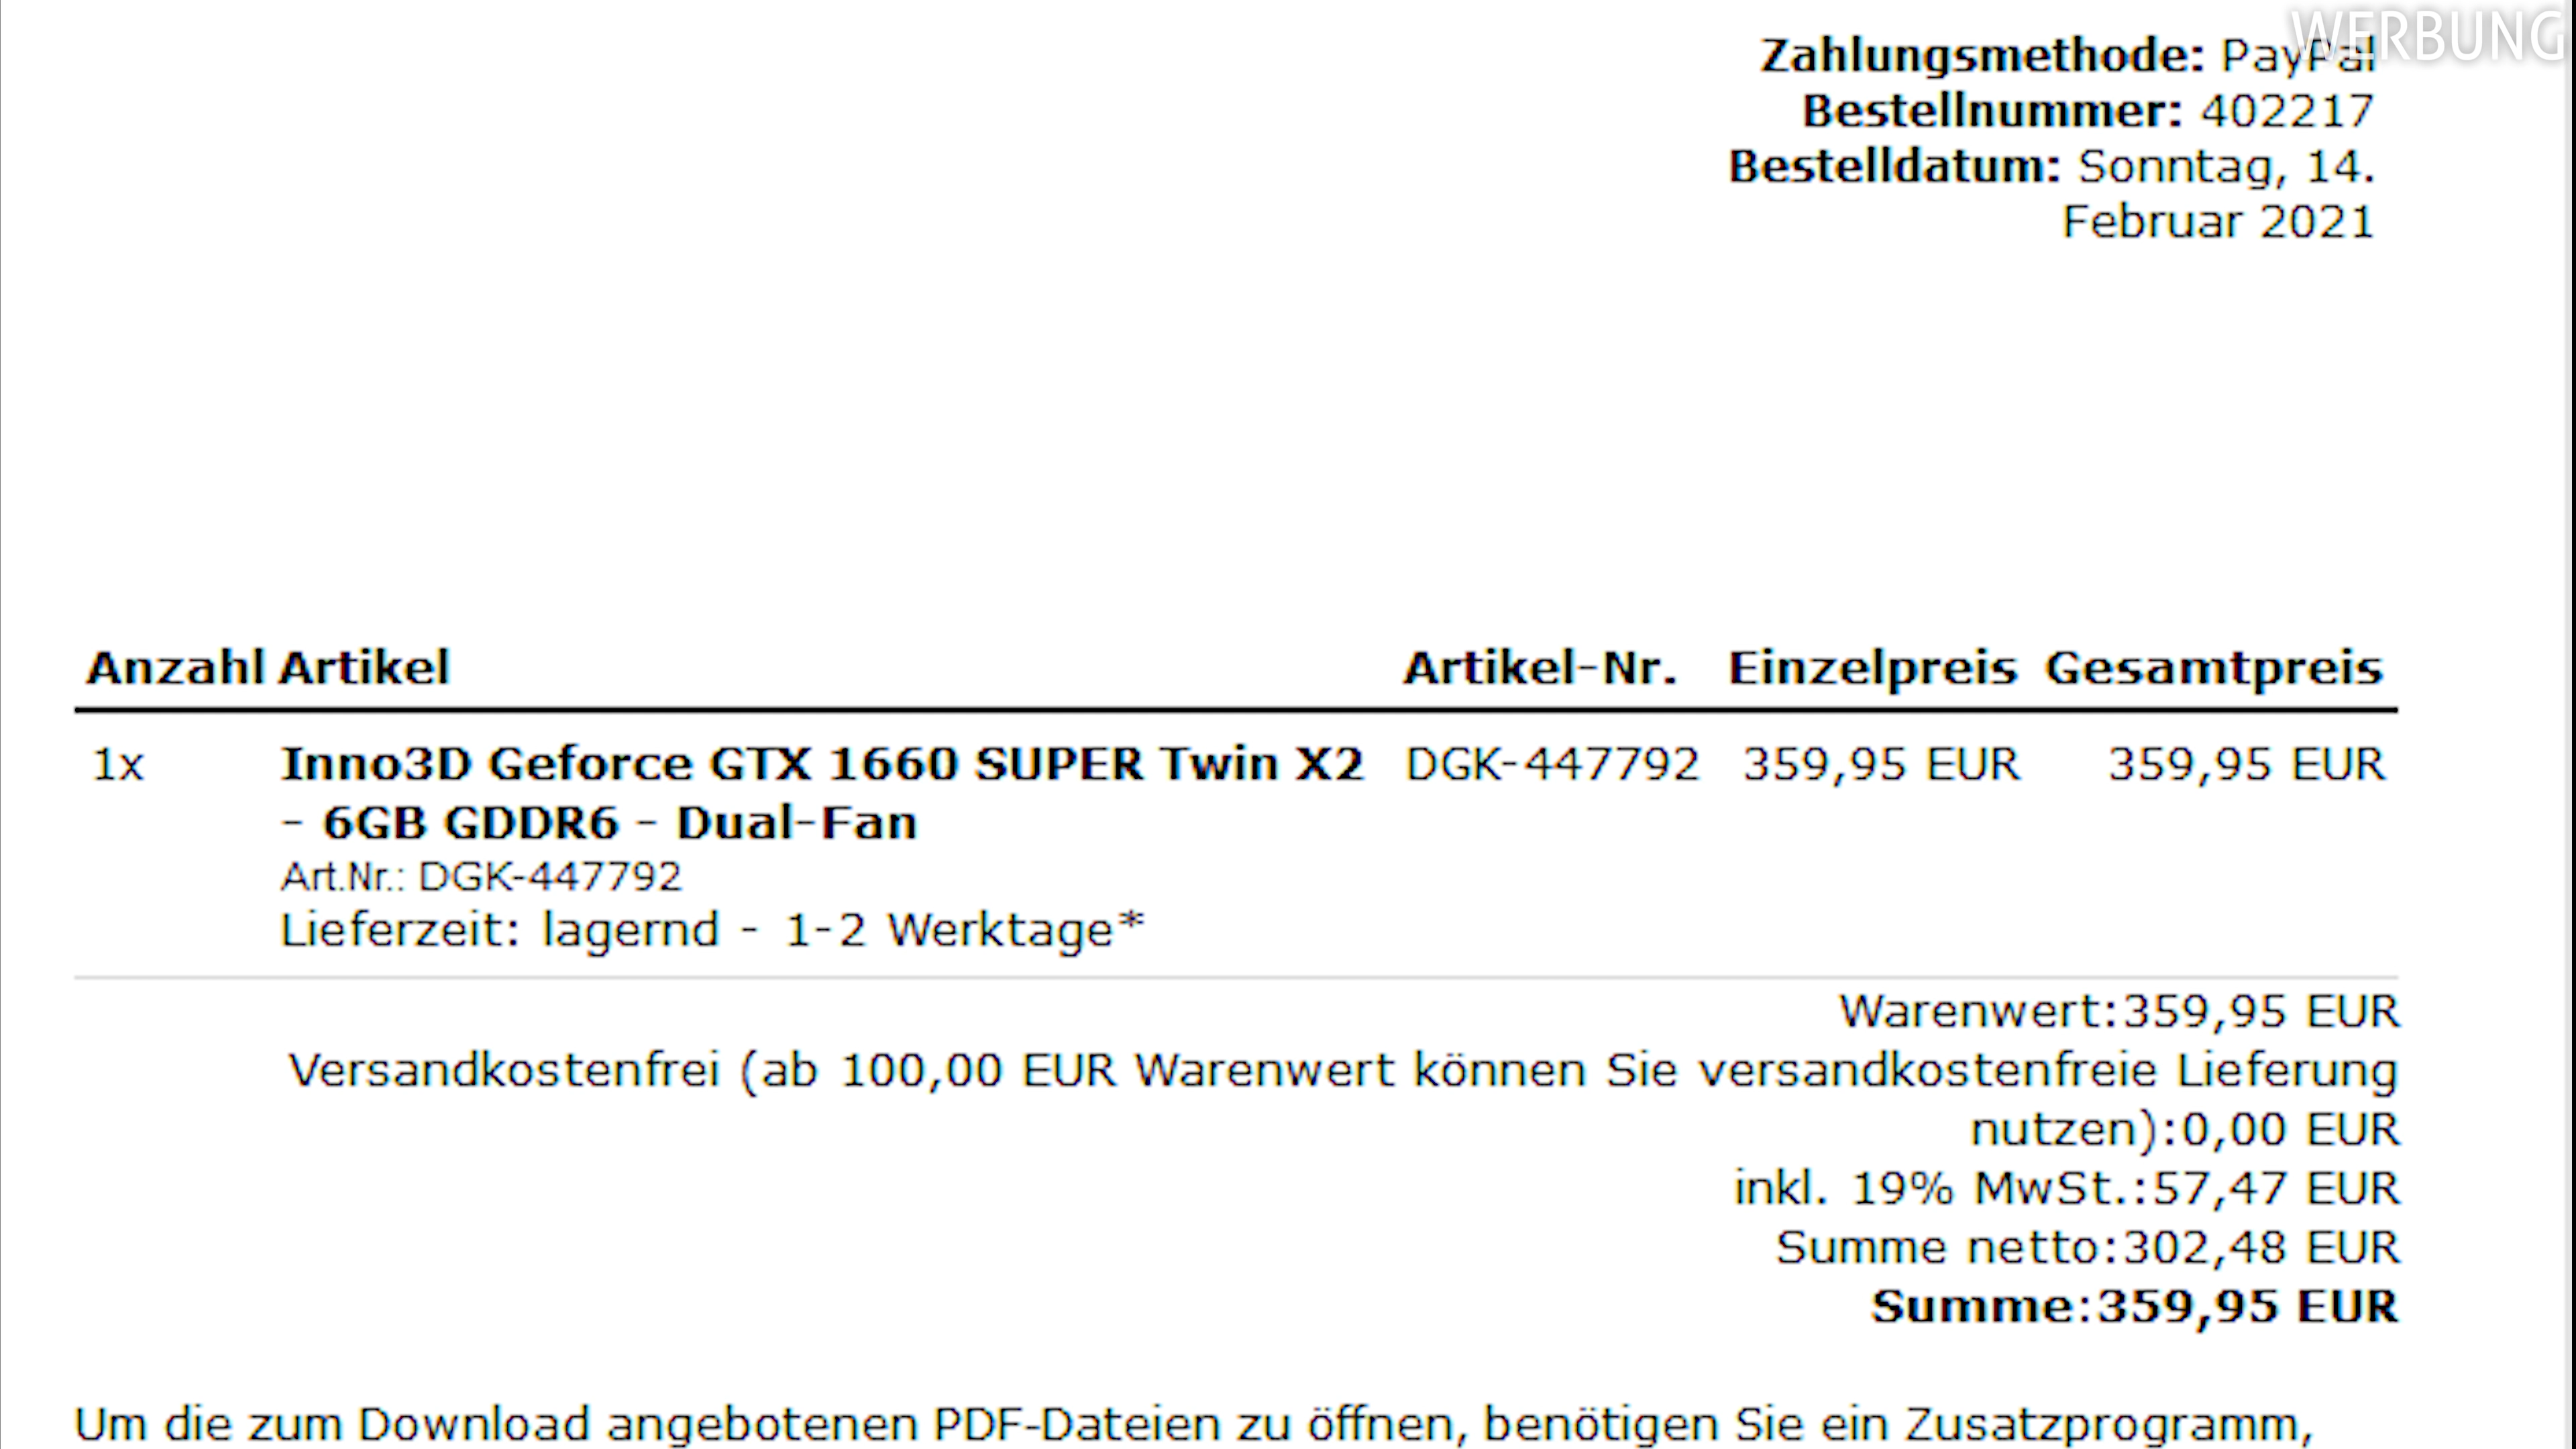 WERBUNG
Zahlungsmethode: PayPal
Bestellnummer: 402217
Bestelldatum: Sonntag, 14.
Februar 2021
Anzahl Artikel Artikel-Nr. Einzelpreis Gesamtpreis
1x Inno3D Geforce GTX 1660 SUPER Twin X2 DGK-447792 359,95 EUR 359,95 EUR
- 6GB GDDR6 - Dual-Fan
Art.Nr.: DGK-447792
Lieferzeit: lagernd - 1-2 Werktage*
Warenwert:359,95 EUR
Versandkostenfrei (ab 100,00 EUR Warenwert können Sie versandkostenfreie Lieferung
nutzen):0,00 EUR
inkl. 19% MwSt.:57,47 EUR
Summe netto:302,48 EUR
Summe:359,95 EUR
Um die zum Download angebotenen PDF-Dateien zu öffnen, benötigen Sie ein Zusatzprogramm,